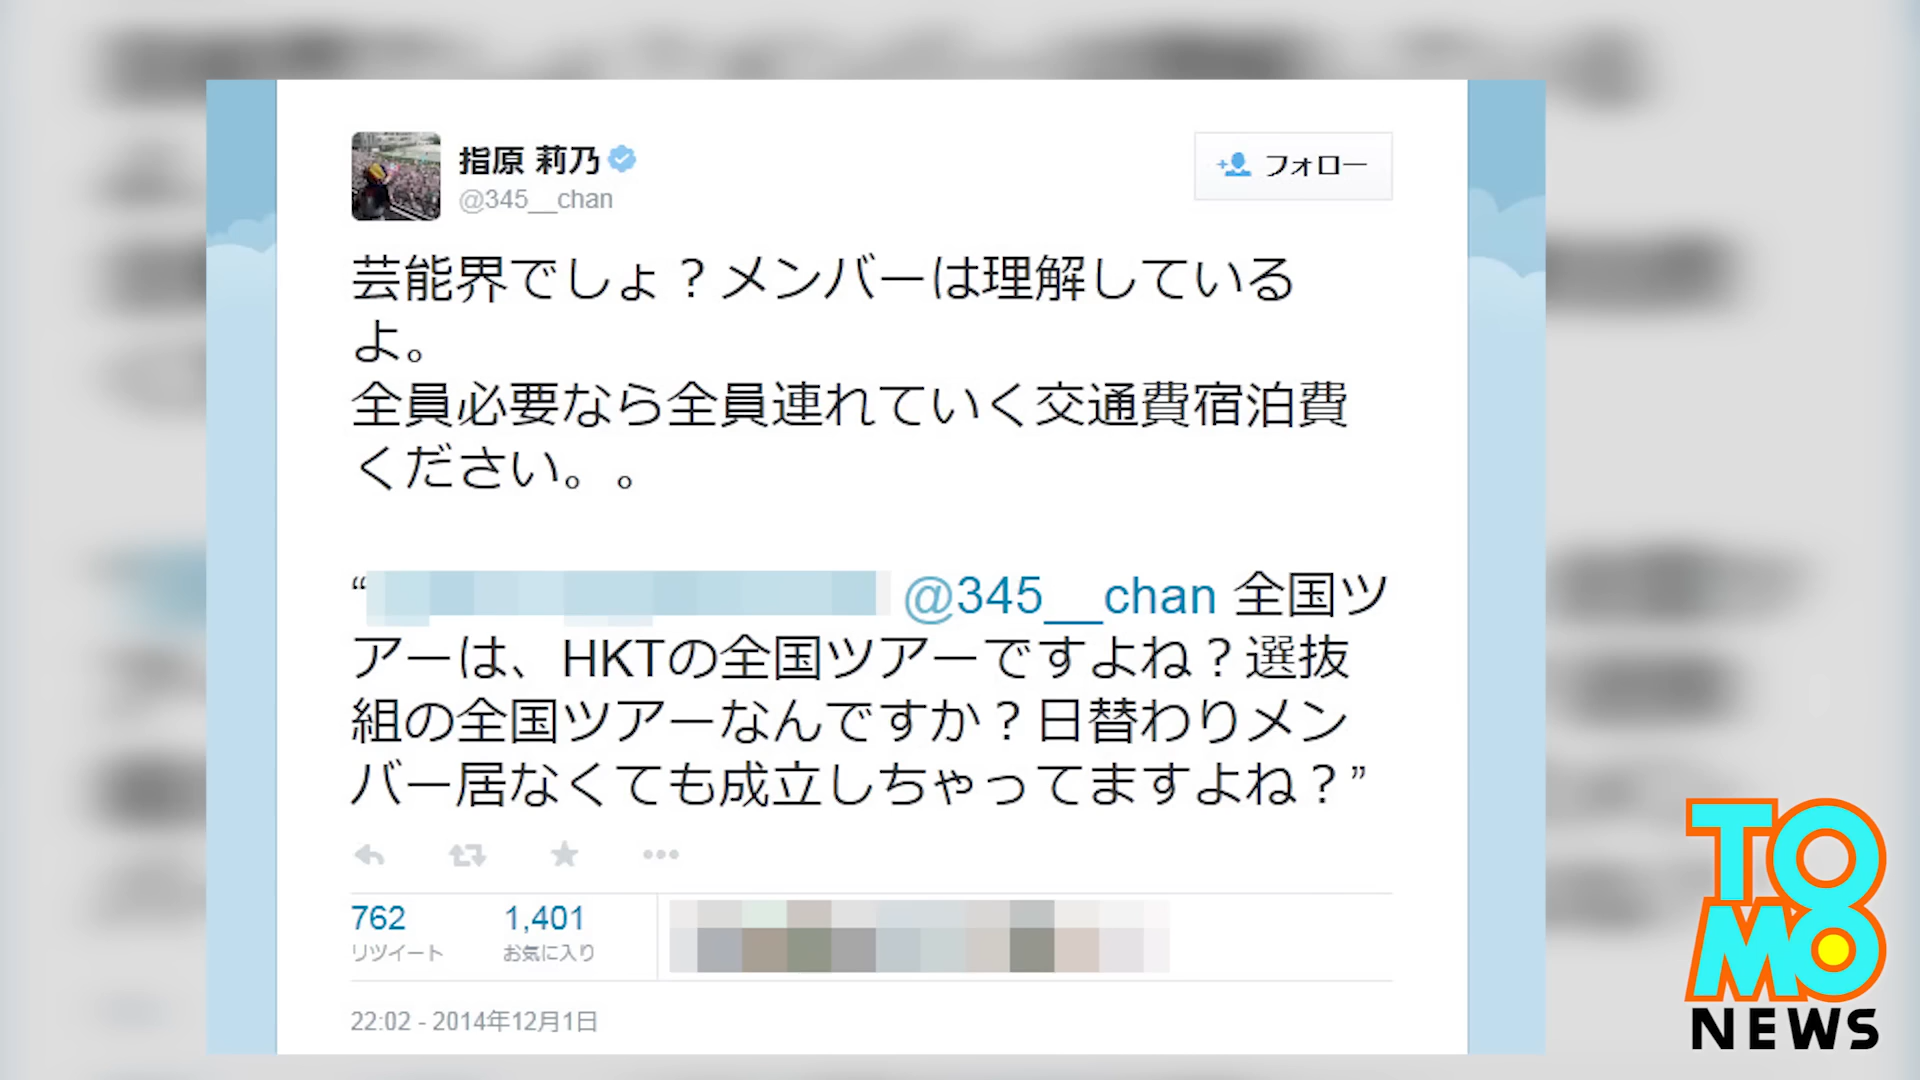 指原 莉乃
@345__chan
フォロー
芸能界でしょ？メンバーは理解している
よ。
全員必要なら全員連れていく交通費宿泊費
ください。。
“ @345__chan 全国ツ
アーは、HKTの全国ツアーですよね？選抜
組の全国ツアーなんですか？日替わりメン
バー居なくても成立しちゃってますよね？”
762
リツイート
1,401
お気に入り
22:02 - 2014年12月1日
TOMO
NEWS